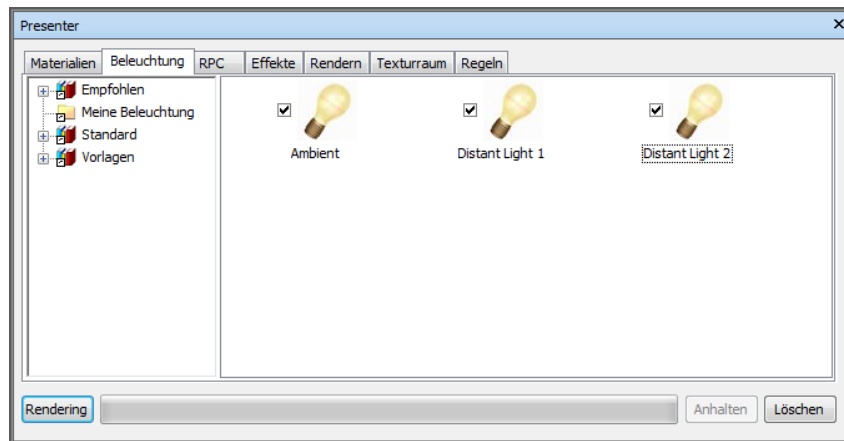 Presenter
Materialien Beleuchtung RPC Effekte Rendern Texturraum Regeln
Empfohlen
Meine Beleuchtung
Standard
Vorlagen
Ambient Distant Light 1 Distant Light 2
Rendering Anhalten Löschen